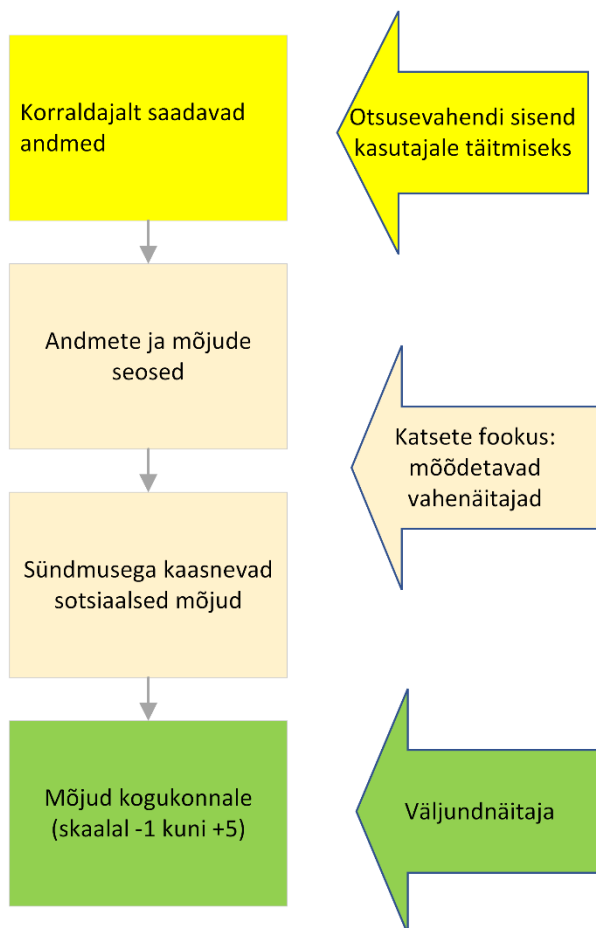 Korraldajalt saadavad
andmed
Otsusevahendi sisend
kasutajale täitmiseks
Andmete ja mõjude
seosed
Katsete fookus:
mõõdetavad
vahenäitajad
Sündmusega kaasnevad
sotsiaalsed mõjud
Mõjud kogukonnale
(skaalal -1 kuni +5)
Väljundnäitaja